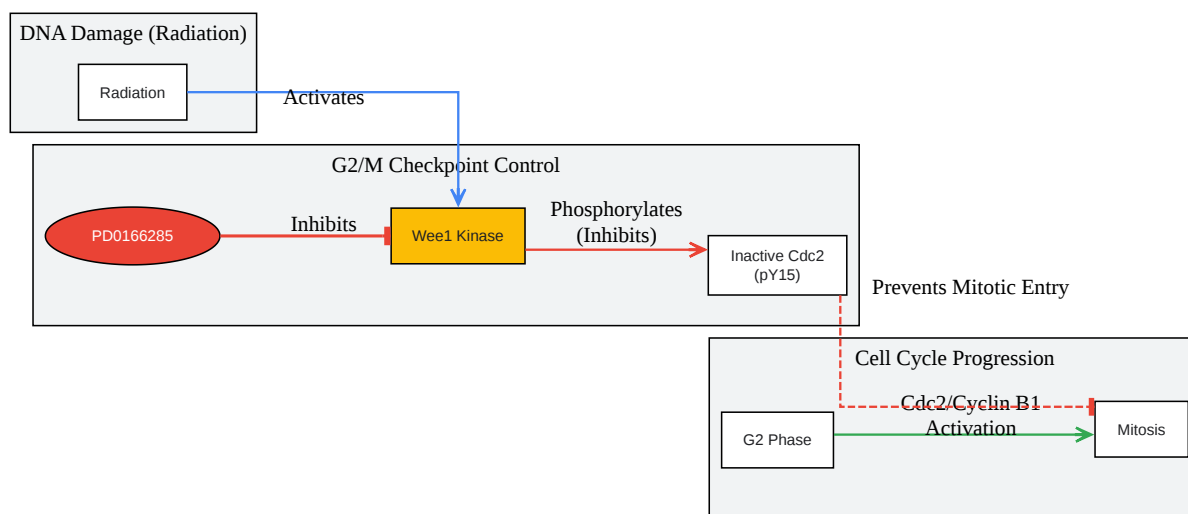 DNA Damage (Radiation)
Radiation
Activates
G2/M Checkpoint Control
PD0166285
Inhibits
Wee1 Kinase
Phosphorylates
(Inhibits)
Inactive Cdc2
(pY15)
Prevents Mitotic Entry
Cell Cycle Progression
G2 Phase
Cdc2/Cyclin B1
Activation
Mitosis